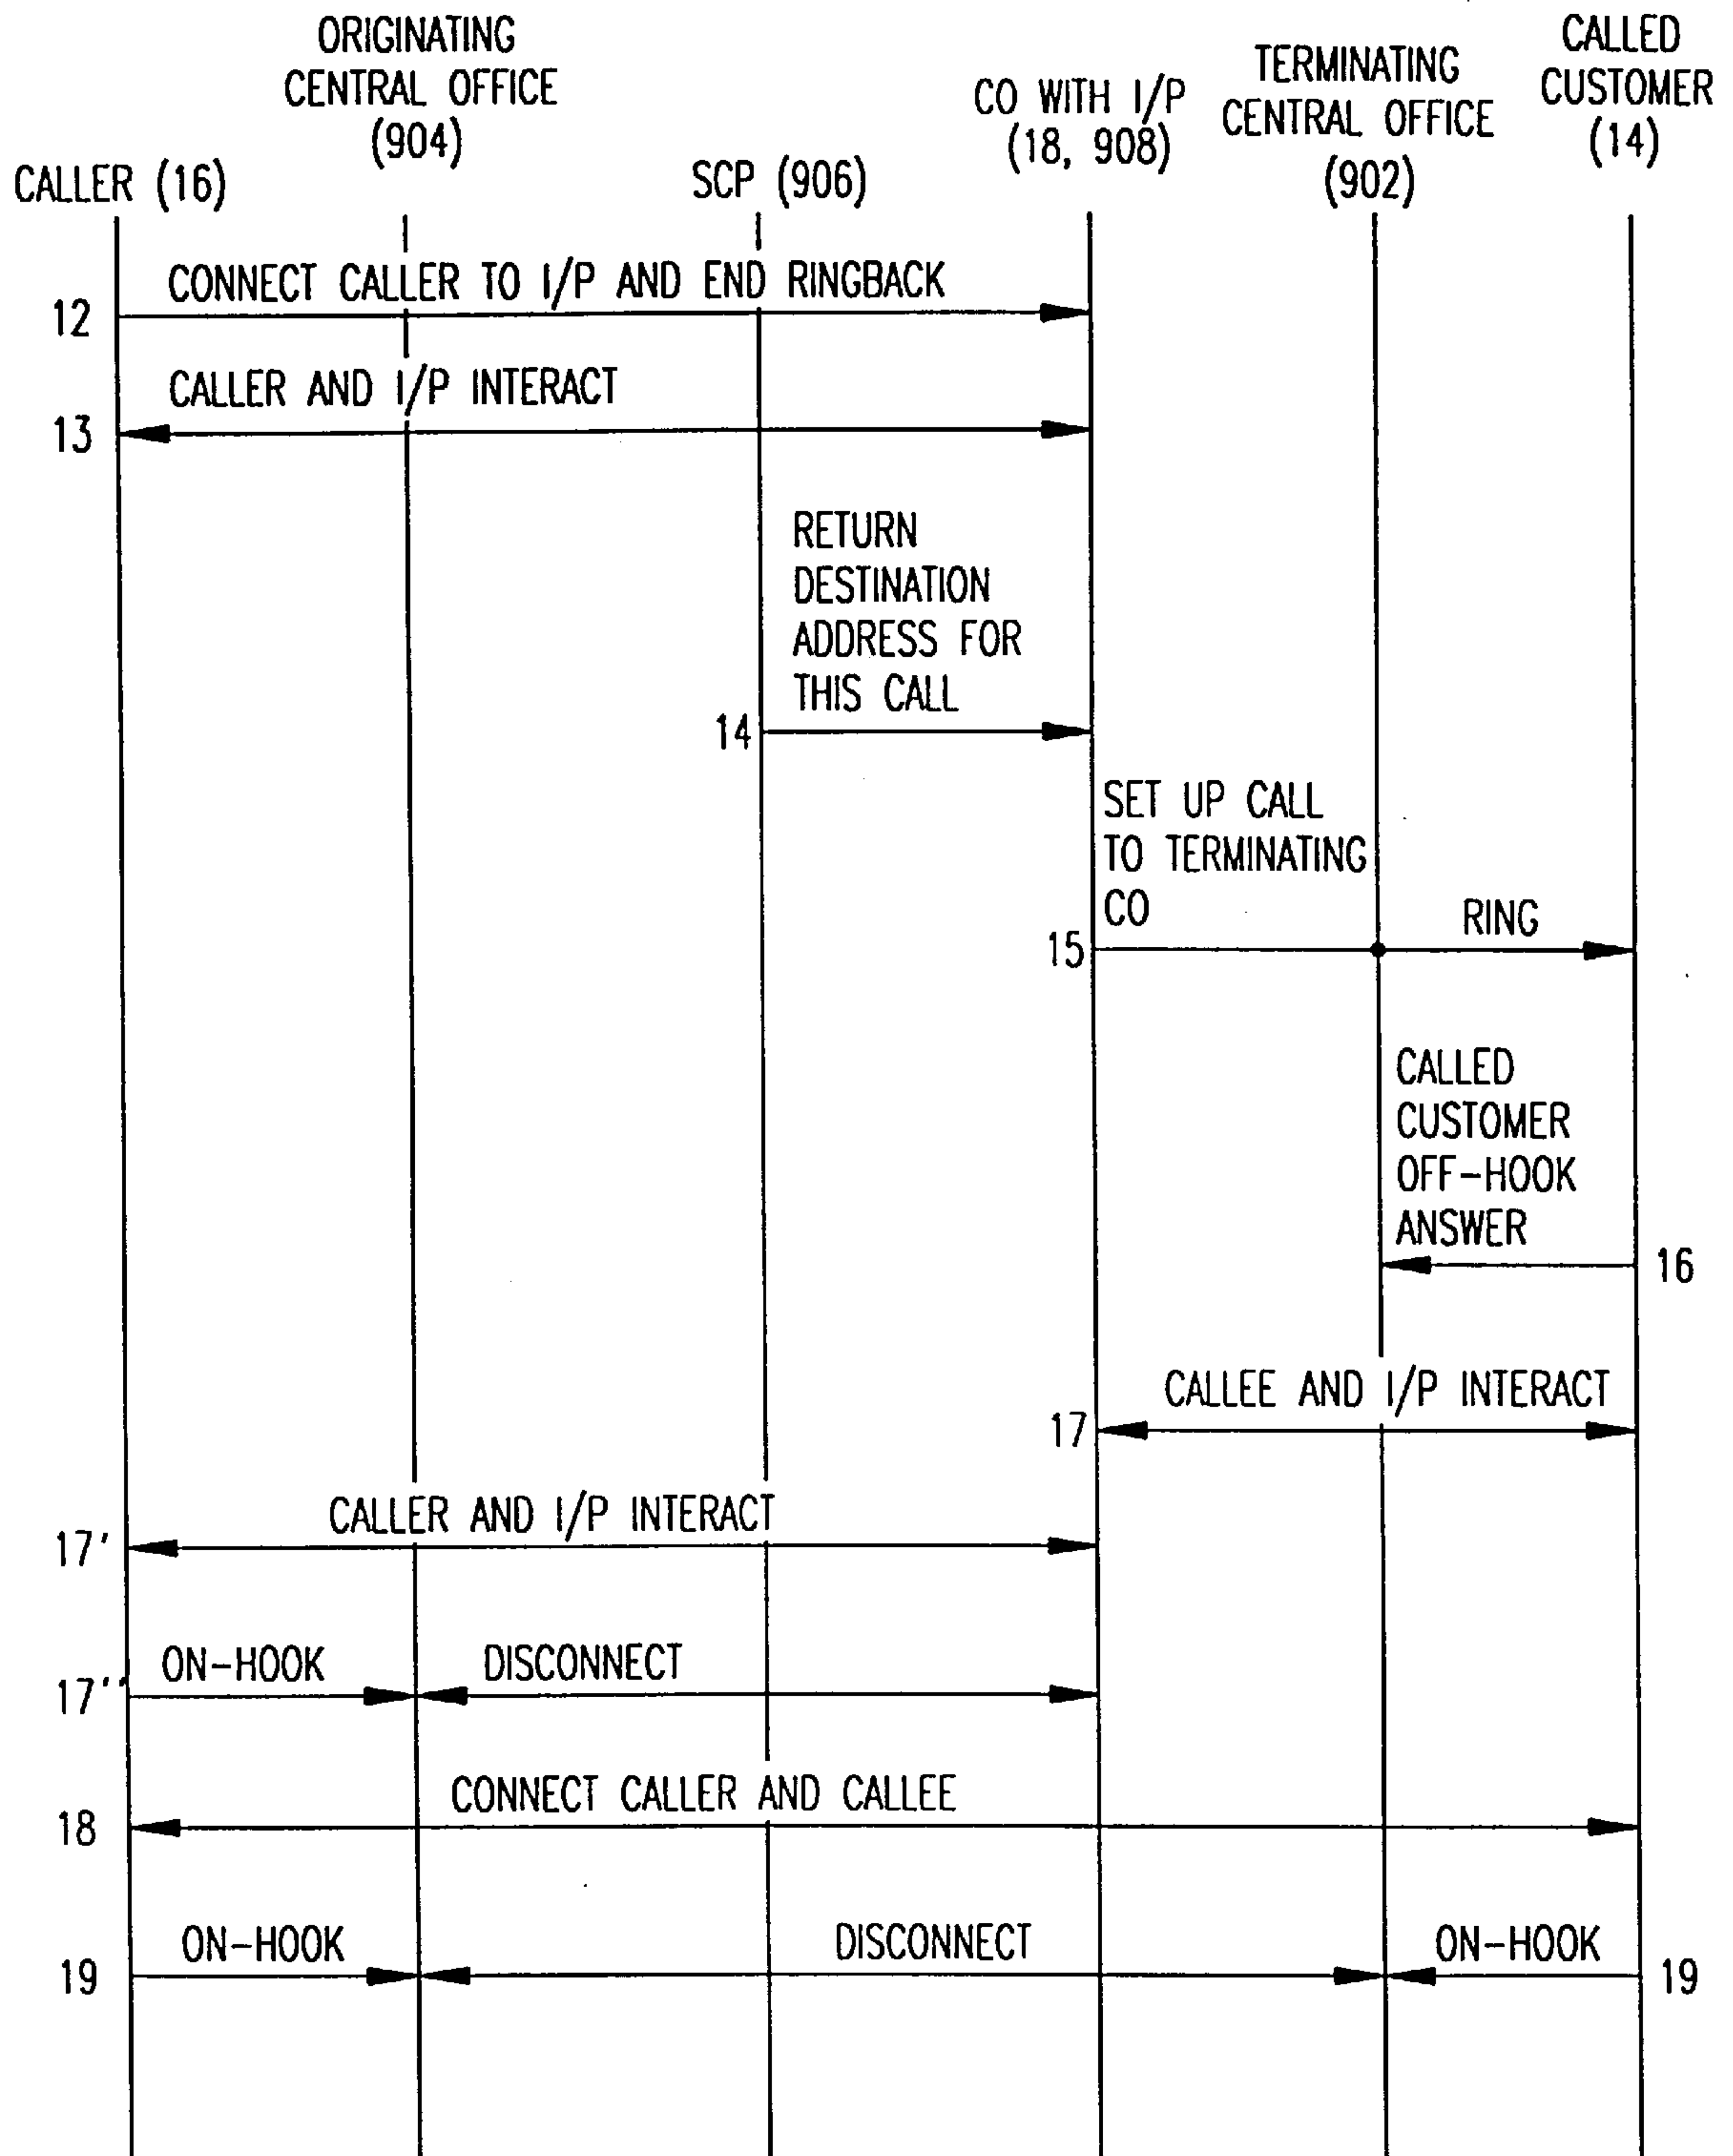 ORIGINATING
CENTRAL OFFICE
(904)
CALLER (16)
SCP (906)
CO WITH I/P
(18, 908)
TERMINATING
CENTRAL OFFICE
(902)
CALLED
CUSTOMER
(14)
12
CONNECT CALLER TO I/P AND END RINGBACK
13
CALLER AND I/P INTERACT
RETURN
DESTINATION
ADDRESS FOR
THIS CALL
14
SET UP CALL
TO TERMINATING
CO
15
RING
CALLED
CUSTOMER
OFF-HOOK
ANSWER
16
CALLEE AND I/P INTERACT
17
CALLER AND I/P INTERACT
17'
ON-HOOK
DISCONNECT
17''
CONNECT CALLER AND CALLEE
18
ON-HOOK
DISCONNECT
ON-HOOK
19
19